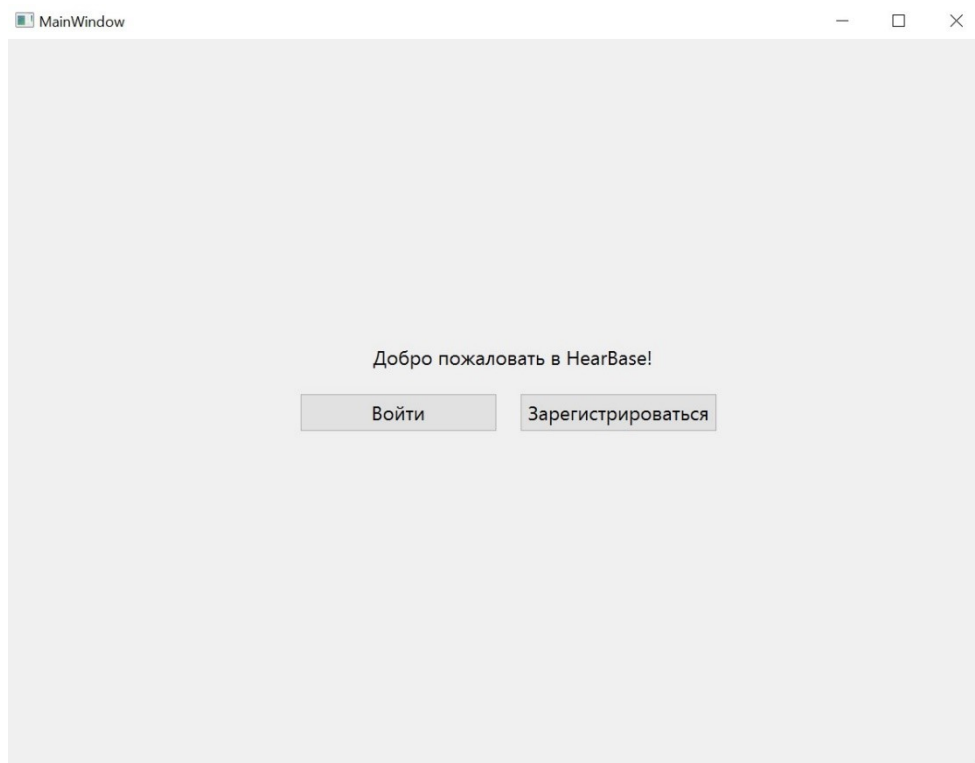 MainWindow
Добро пожаловать в HearBase!
Войти Зарегистрироваться